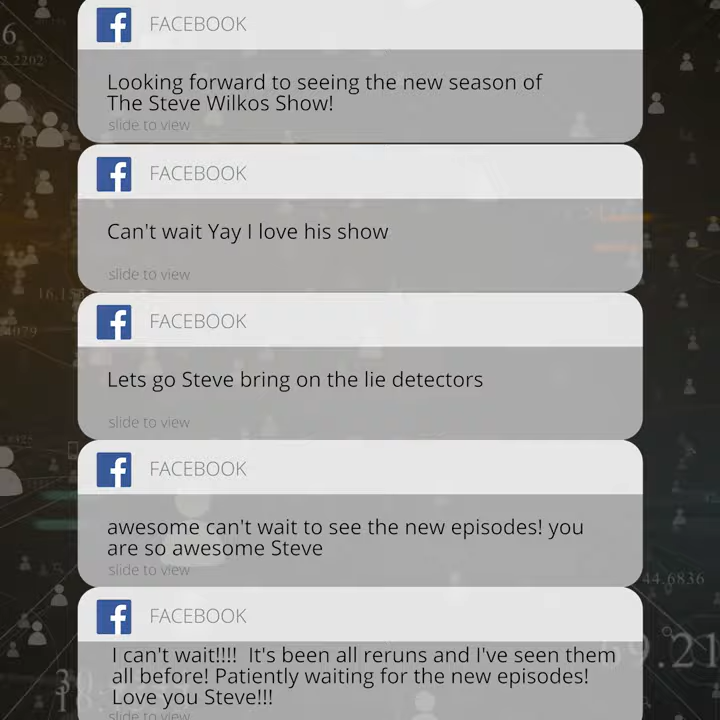 FACEBOOK
Looking forward to seeing the new season of
The Steve Wilkos Show!
slide to view
FACEBOOK
Can't wait Yay I love his show
slide to view
FACEBOOK
Lets go Steve bring on the lie detectors
slide to view
FACEBOOK
awesome can't wait to see the new episodes! you
are so awesome Steve
slide to view
44.6836
FACEBOOK
I can't wait!!!! It's been all reruns and I've seen them
all before! Patiently waiting for the new episodes!
Love you Steve!!!
slide to view